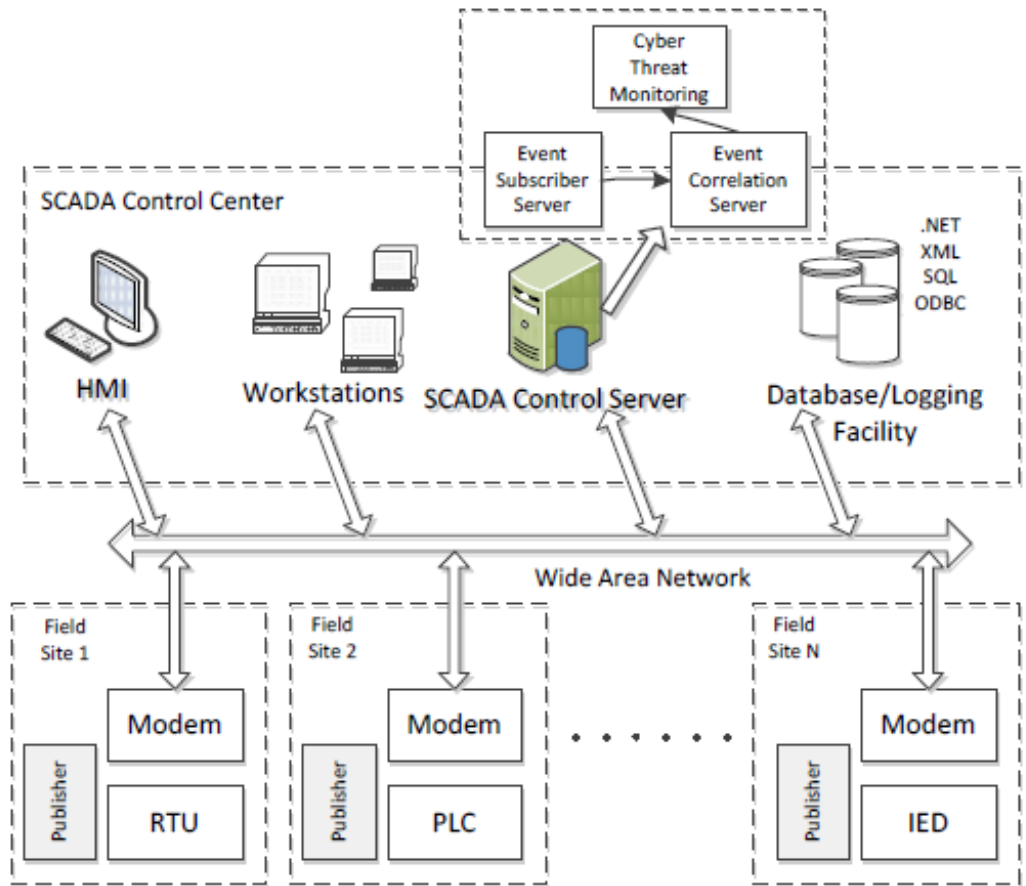 Cyber
Threat
Monitoring
Event
Subscriber
Server
Event
Correlation
Server
SCADA Control Center
.NET
XML
SQL
ODBC
HMI
Workstations
SCADA Control Server
Database/Logging
Facility
Wide Area Network
Field
Site 1
Modem
Publisher
RTU
Field
Site 2
Modem
Publisher
PLC
Field
Site N
Modem
Publisher
IED